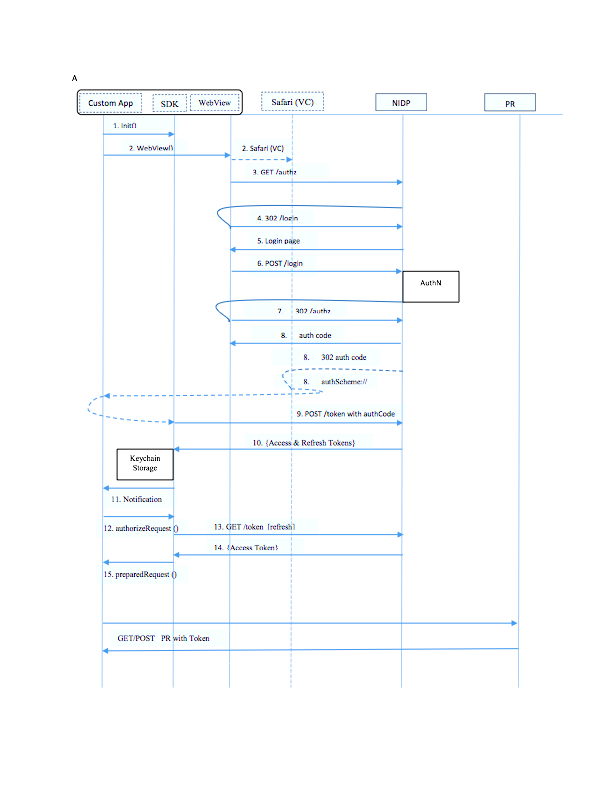 A
Custom App SDK WebView Safari (VC) NIDP PR
1. Init()
2. WebView() 2. Safari (VC)
3. GET /authz
4. 302 /login
5. Login page
6. POST /login
AuthN
7. 302 /authz
8. auth code
8. 302 auth code
8. authScheme://
9. POST /token with authCode
10. {Access & Refresh Tokens}
Keychain
Storage
11. Notification
12. authorizeRequest () 13. GET /token {refresh}
14. {Access Token}
15. preparedRequest ()
GET/POST PR with Token